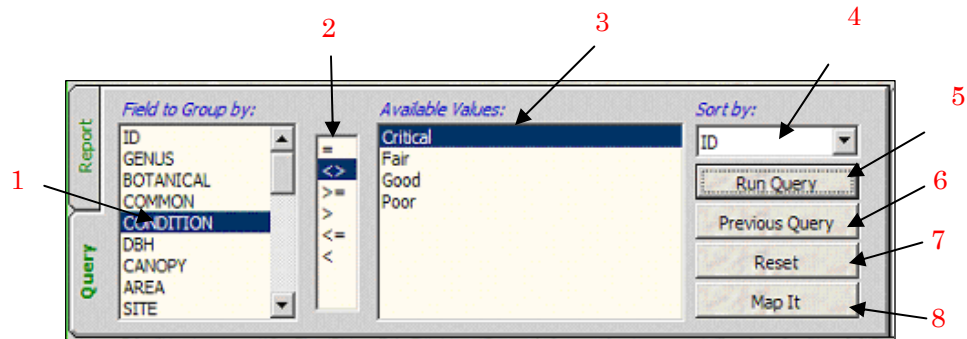 2
3
4
5
1
6
7
8
Report
Query
Field to Group by:
ID
GENUS
BOTANICAL
COMMON
CONDITION
DBH
CANOPY
AREA
SITE
=
<>
>=
>
<=
<
Available Values:
Critical
Fair
Good
Poor
Sort by:
ID
Run Query
Previous Query
Reset
Map It